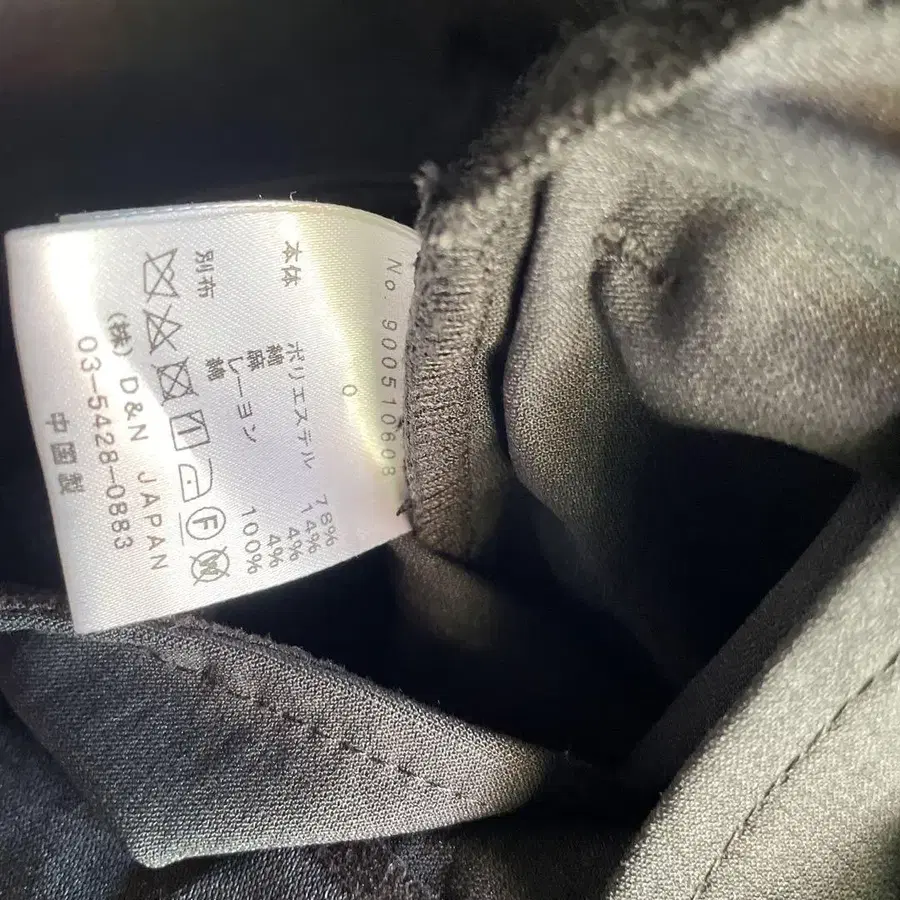 No. 900510608
0
本体 ポリエステル 78%
綿 14%
麻 4%
レーヨン 4%
別布 綿 100%
F W
(株) D&N JAPAN
03-5428-0883
中国製